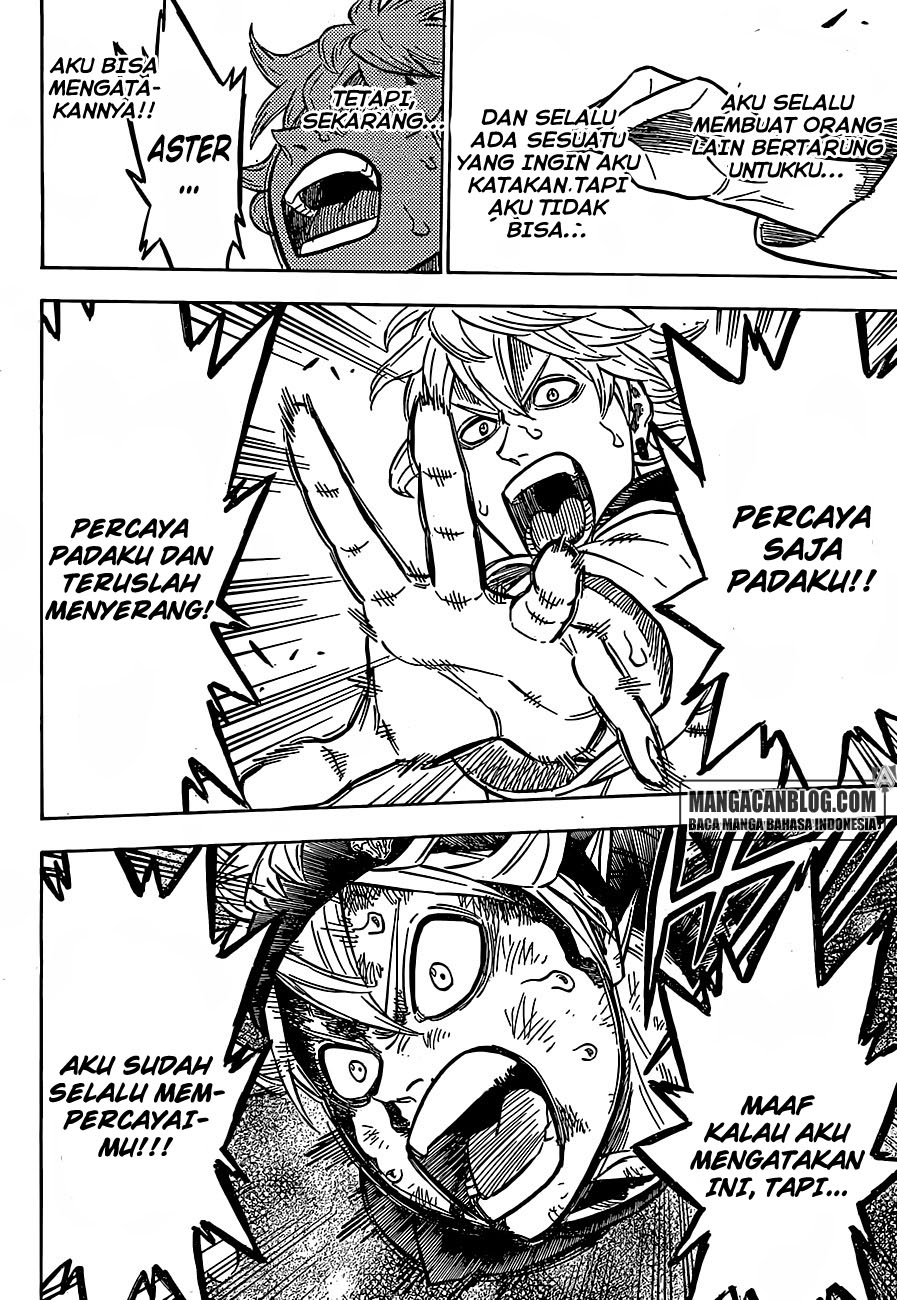 AKU SELALU
MEMBUAT ORANG
LAIN BERTARUNG
UNTUKKU...
DAN SELALU
ADA SESUATU
YANG INGIN AKU
KATAKAN TAPI
AKU TIDAK
BISA...
TETAPI,
SEKARANG...
ASTER
...
AKU BISA
MENGATA-
KANNYA!!
PERCAYA
SAJA
PADAKU!!
PERCAYA
PADAKU DAN
TERUSLAH
MENYERANG!
MANGACANBLOG.COM
BACA MANGA BAHASA INDONESIA
MAAF
KALAU AKU
MENGATAKAN
INI, TAPI...
AKU SUDAH
SELALU MEM-
PERCAYAI-
MU!!!